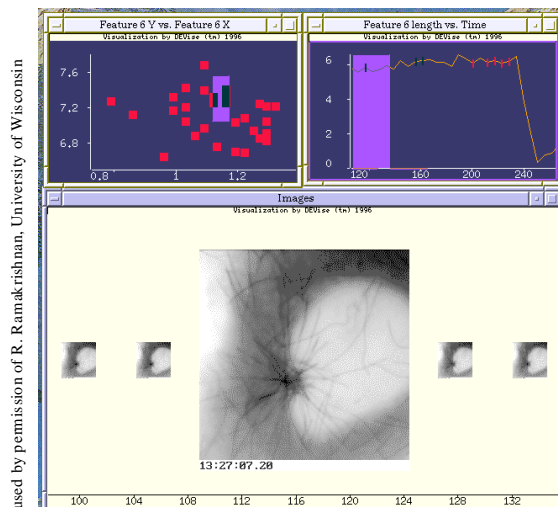 used by permission of R. Ramakrishnan, University of Wisconsin
Feature 6 Y vs. Feature 6 X
Visualization by DEVise (tm) 1996
7.6
7.2
6.8
0.8
1
1.2
Feature 6 length vs. Time
Visualization by DEVise (tm) 1996
6
4
2
0
120
160
200
240
Images
Visualization by DEVise (tm) 1996
13:27:07.20
100 104 108 112 116 120 124 128 132